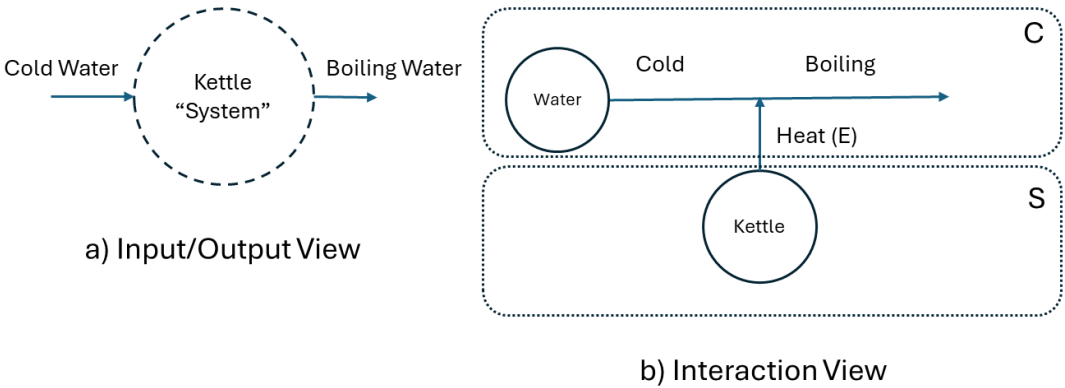 Cold Water
Kettle
“System”
Boiling Water
a) Input/Output View
C
Cold
Boiling
Water
Heat (E)
S
Kettle
b) Interaction View